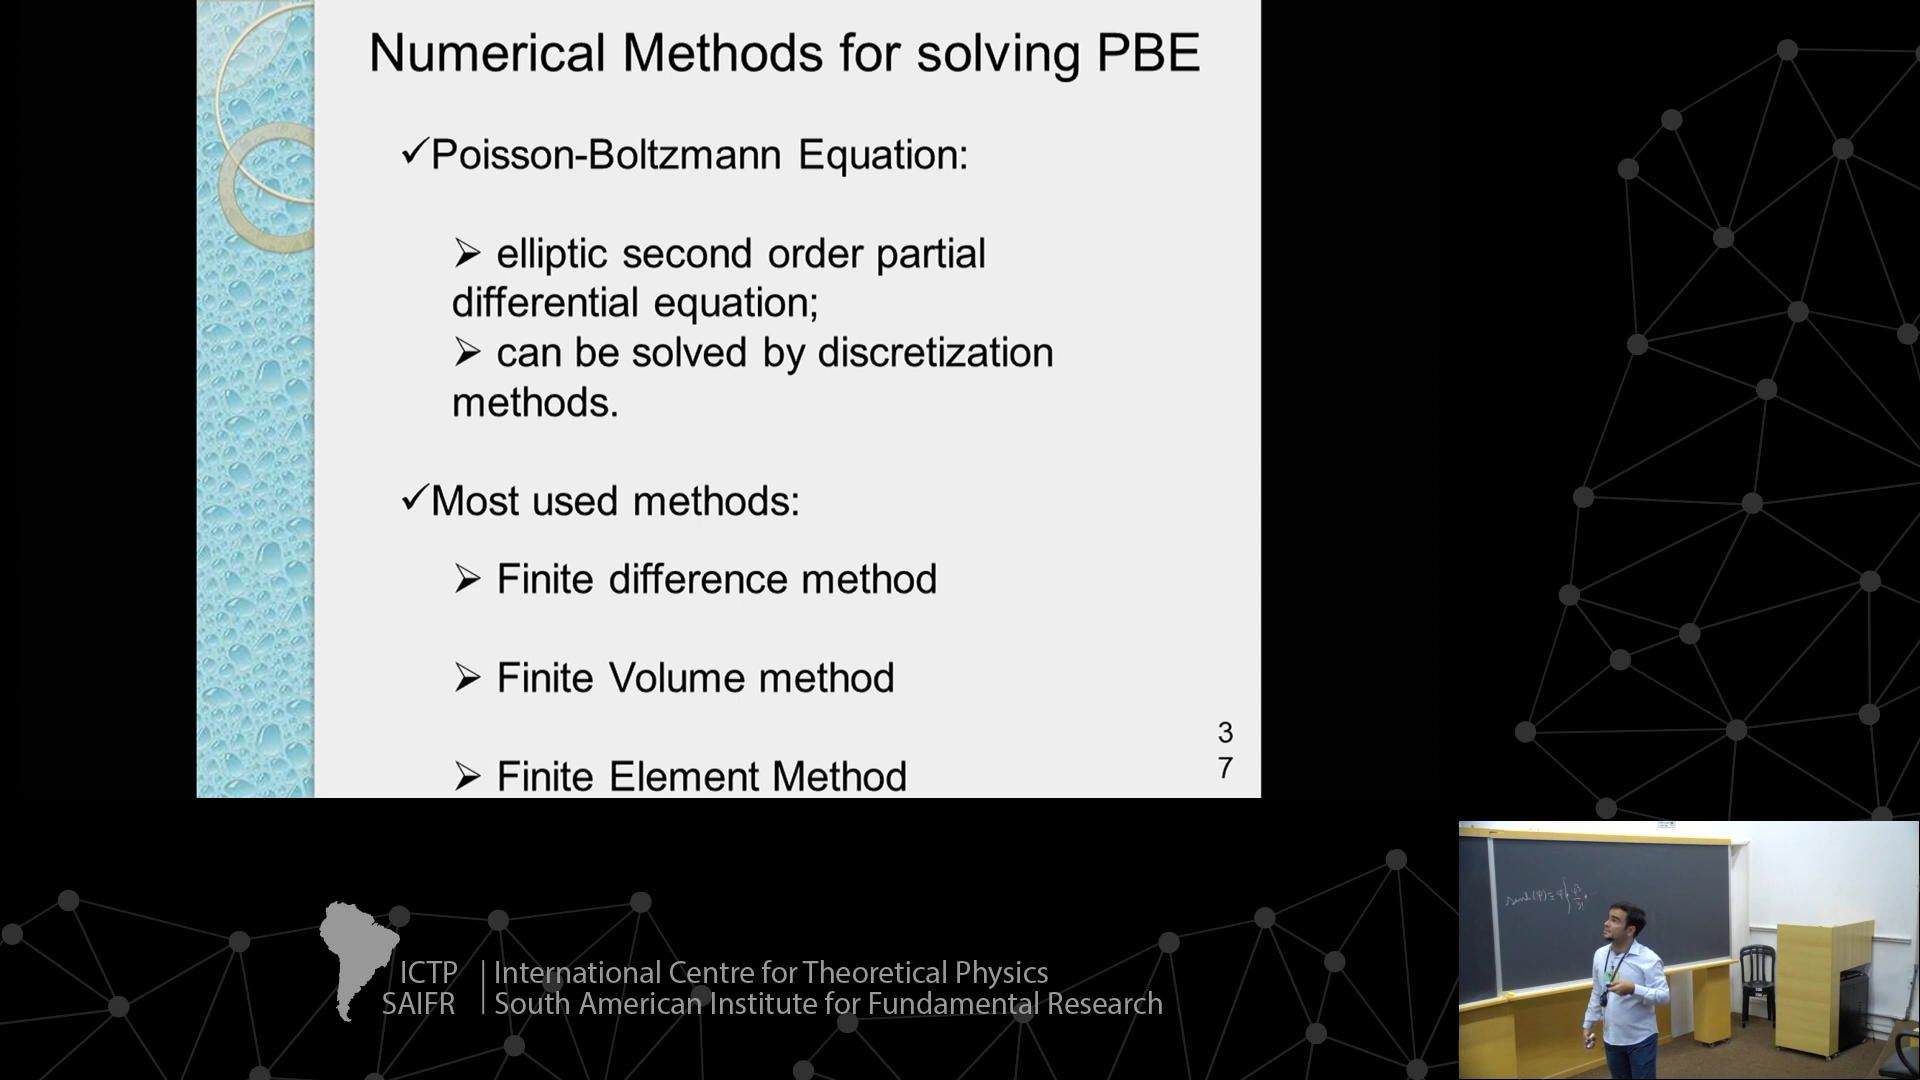 Numerical Methods for solving PBE
✓Poisson-Boltzmann Equation:
➢ elliptic second order partial
differential equation;
➢ can be solved by discretization
methods.
✓Most used methods:
➢ Finite difference method
➢ Finite Volume method
➢ Finite Element Method
3
7
ICTP | International Centre for Theoretical Physics
SAIFR | South American Institute for Fundamental Research